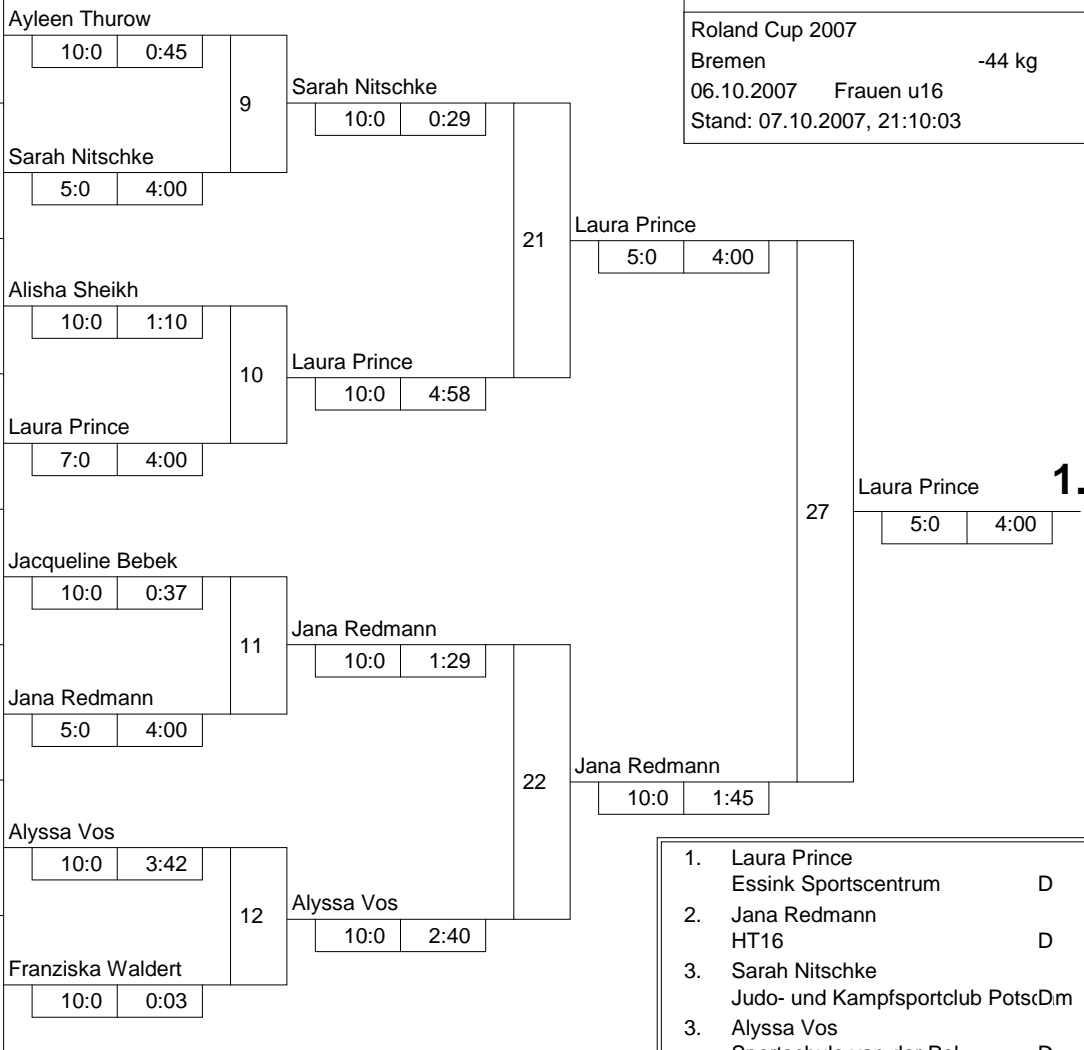 Roland Cup 2007
Bremen -44 kg
06.10.2007 Frauen u16
Stand: 07.10.2007, 21:10:03
Ayleen Thurow
10:0 0:45
9
Sarah Nitschke
10:0 0:29
Sarah Nitschke
5:0 4:00
21
Laura Prince
5:0 4:00
Alisha Sheikh
10:0 1:10
10
Laura Prince
10:0 4:58
Laura Prince
7:0 4:00
27
Laura Prince 1.
5:0 4:00
Jacqueline Bebek
10:0 0:37
11
Jana Redmann
10:0 1:29
Jana Redmann
5:0 4:00
22
Jana Redmann
10:0 1:45
Alyssa Vos
10:0 3:42
12
Alyssa Vos
10:0 2:40
Franziska Waldert
10:0 0:03
1. Laura Prince
Essink Sportscentrum D
2. Jana Redmann
HT16 D
3. Sarah Nitschke
Judo- und Kampfsportclub D
3. Alyssa Vos